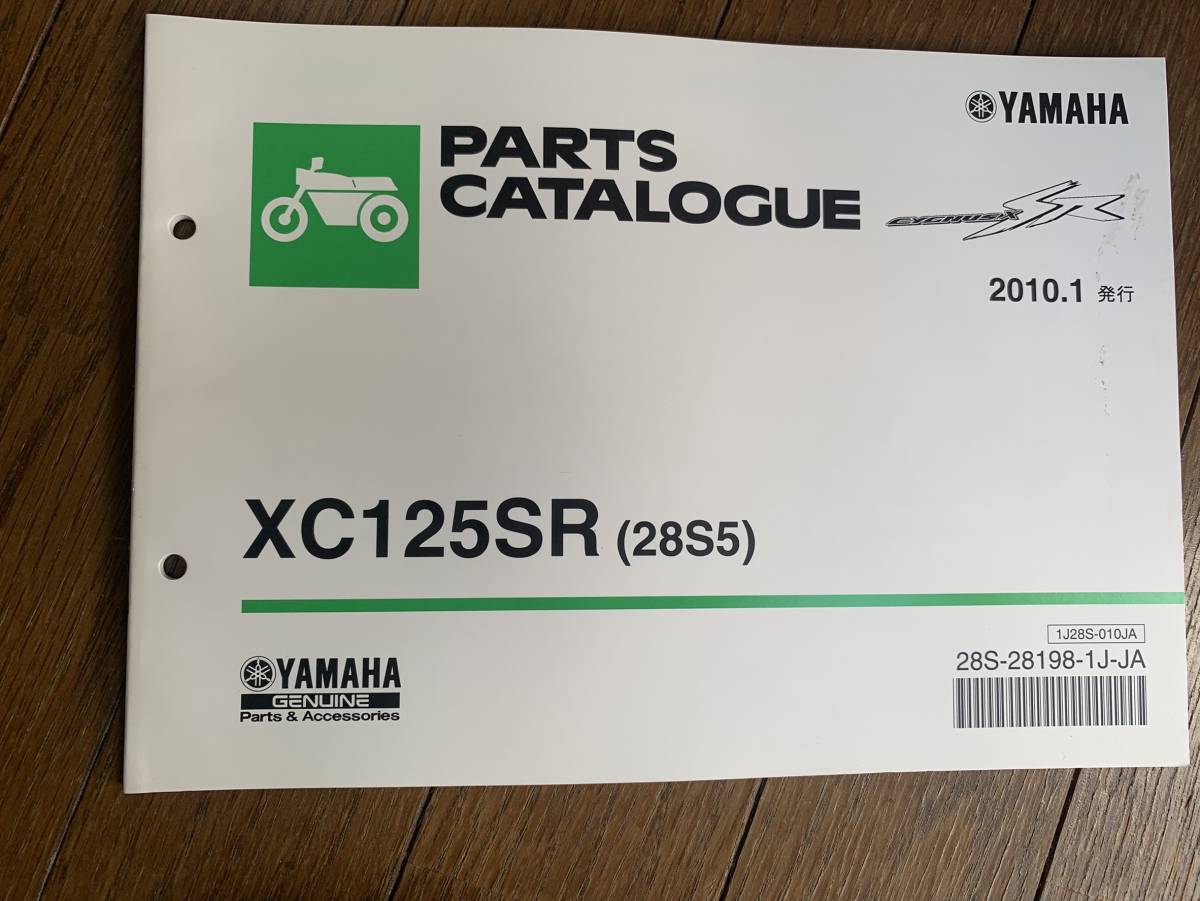 YAMAHA
PARTS
CATALOGUE
CYGNUS-X SR
2010.1 発行
XC125SR (28S5)
1J28S-010JA
28S-28198-1J-JA
YAMAHA
GENUINE
Parts & Accessories